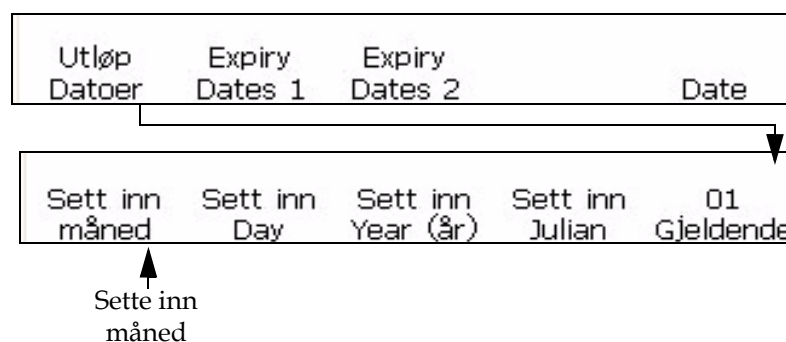 Utløp Expiry Expiry
Datoer Dates 1 Dates 2 Date
Sett inn Sett inn Sett inn Sett inn 01
måned Day Year (år) Julian Gjeldende
Sette inn
måned